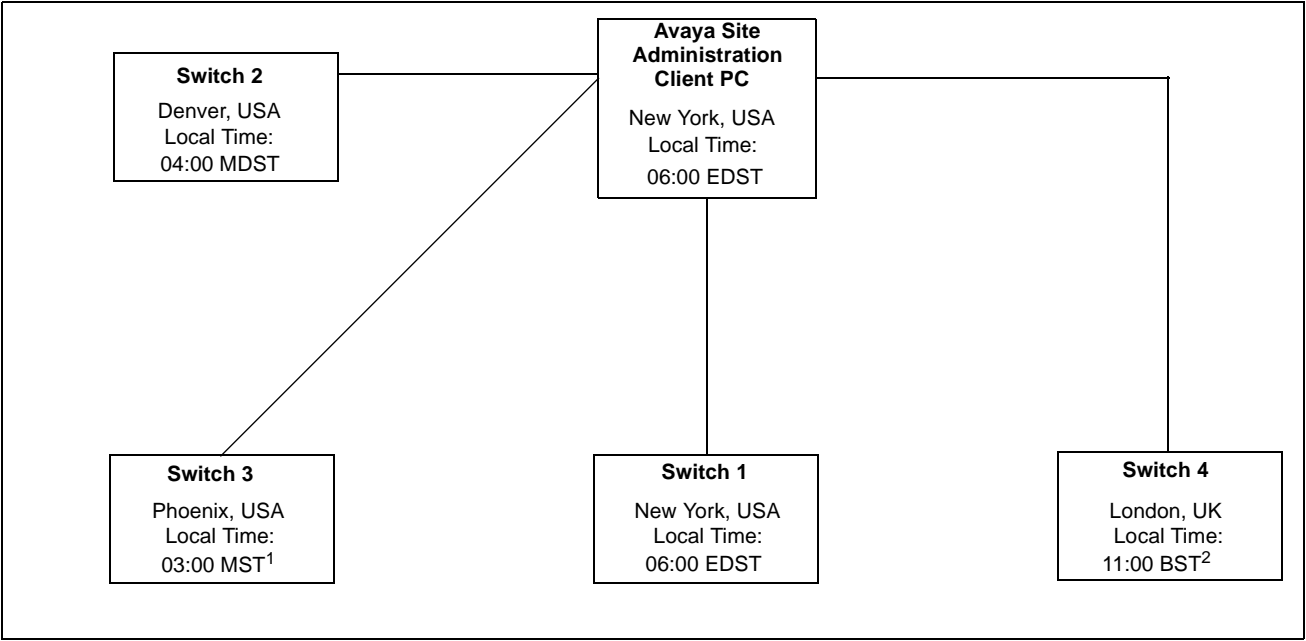 Avaya Site
Administration
Client PC
New York, USA
Local Time:
06:00 EDST
Switch 2
Denver, USA
Local Time:
04:00 MDST
Switch 3
Phoenix, USA
Local Time:
03:00 MST1
Switch 1
New York, USA
Local Time:
06:00 EDST
Switch 4
London, UK
Local Time:
11:00 BST2